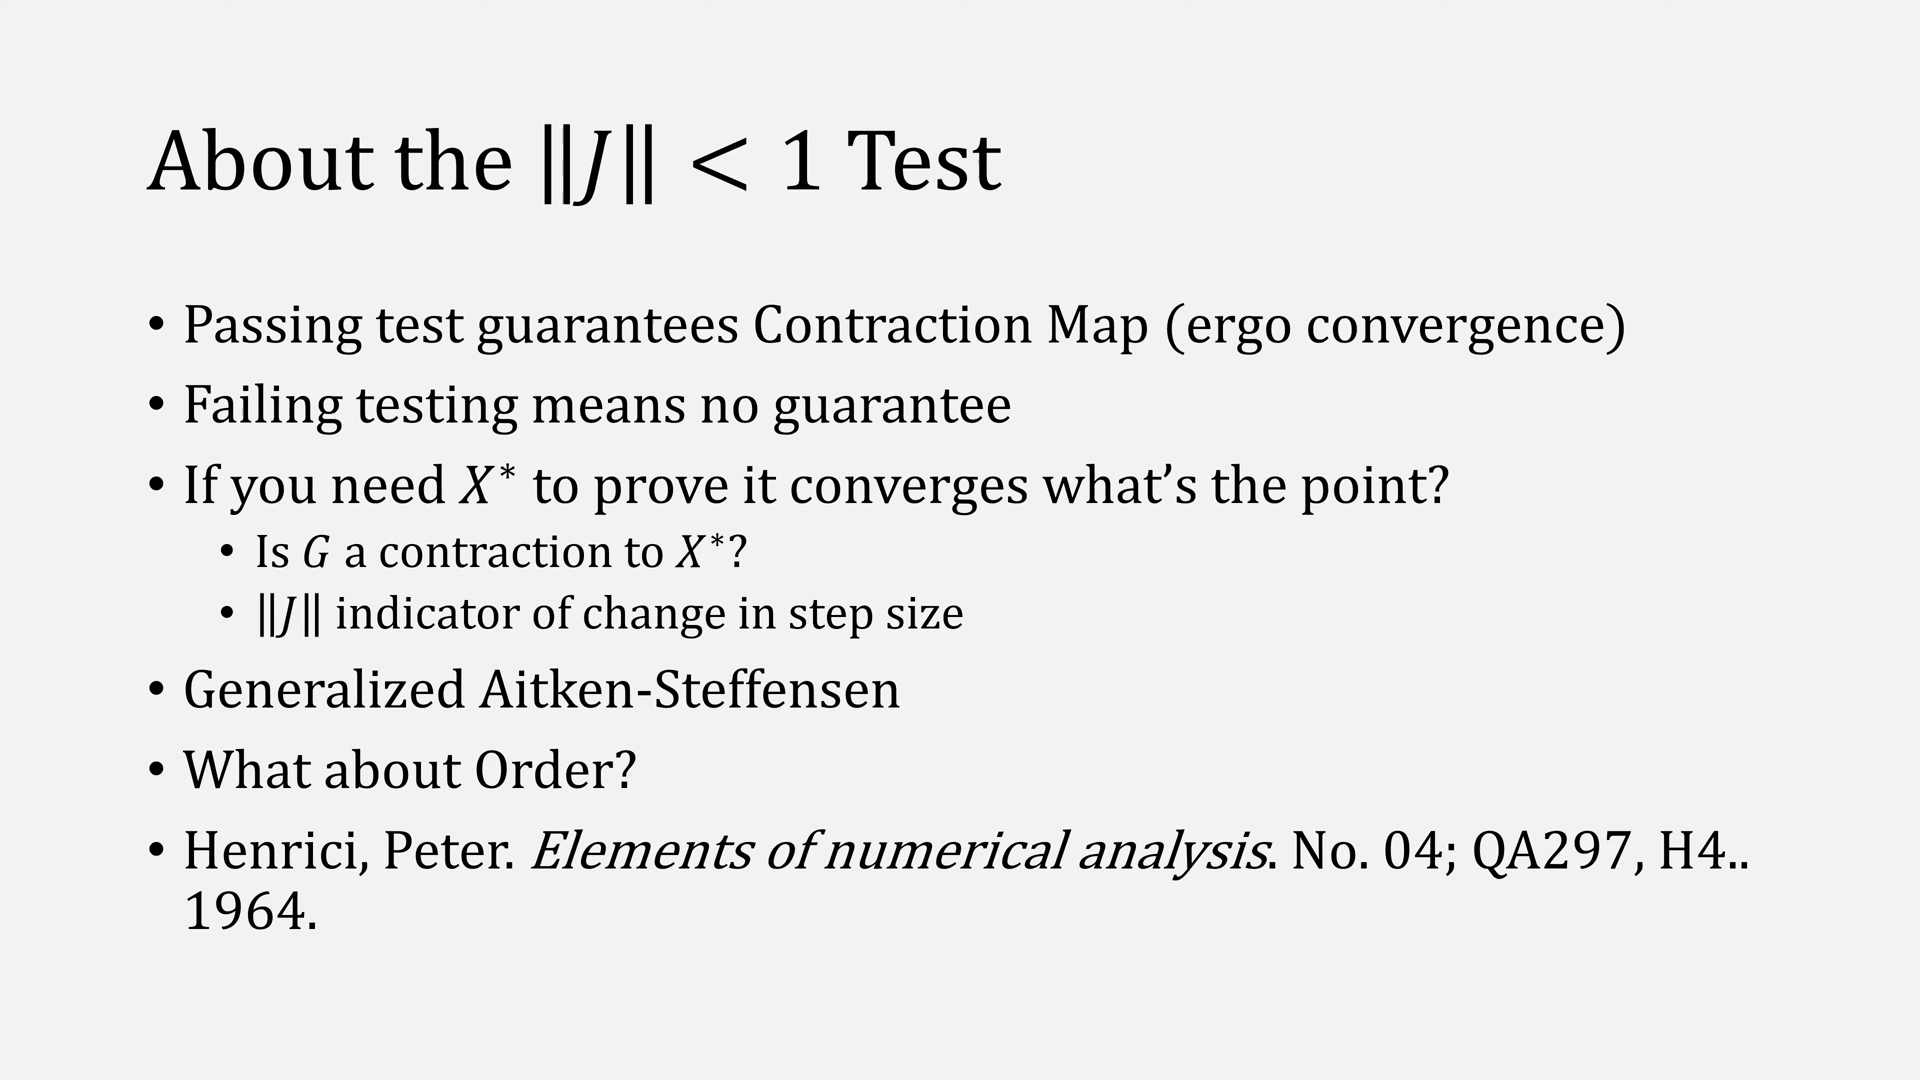 About the ‖J‖ < 1 Test
• Passing test guarantees Contraction Map (ergo convergence)
• Failing testing means no guarantee
• If you need X* to prove it converges what’s the point?
• Is G a contraction to X*?
• ‖J‖ indicator of change in step size
• Generalized Aitken-Steffensen
• What about Order?
• Henrici, Peter. Elements of numerical analysis. No. 04; QA297, H4..
1964.